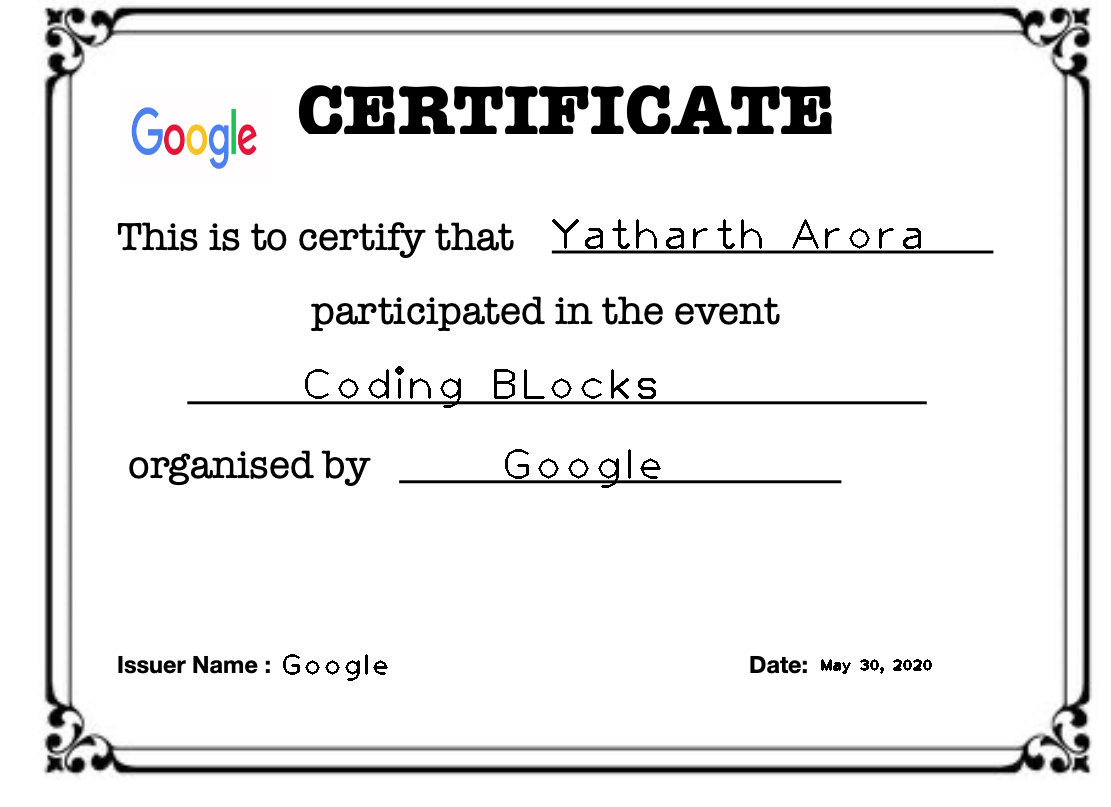 Google CERTIFICATE
This is to certify that Yatharth Arora
participated in the event
Coding BLocks
organised by Google
Issuer Name : Google Date: May 30, 2020